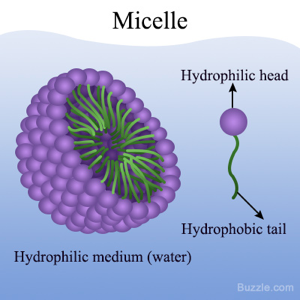 Micelle
Hydrophilic head
Hydrophobic tail
Hydrophilic medium (water)
Buzzle.com